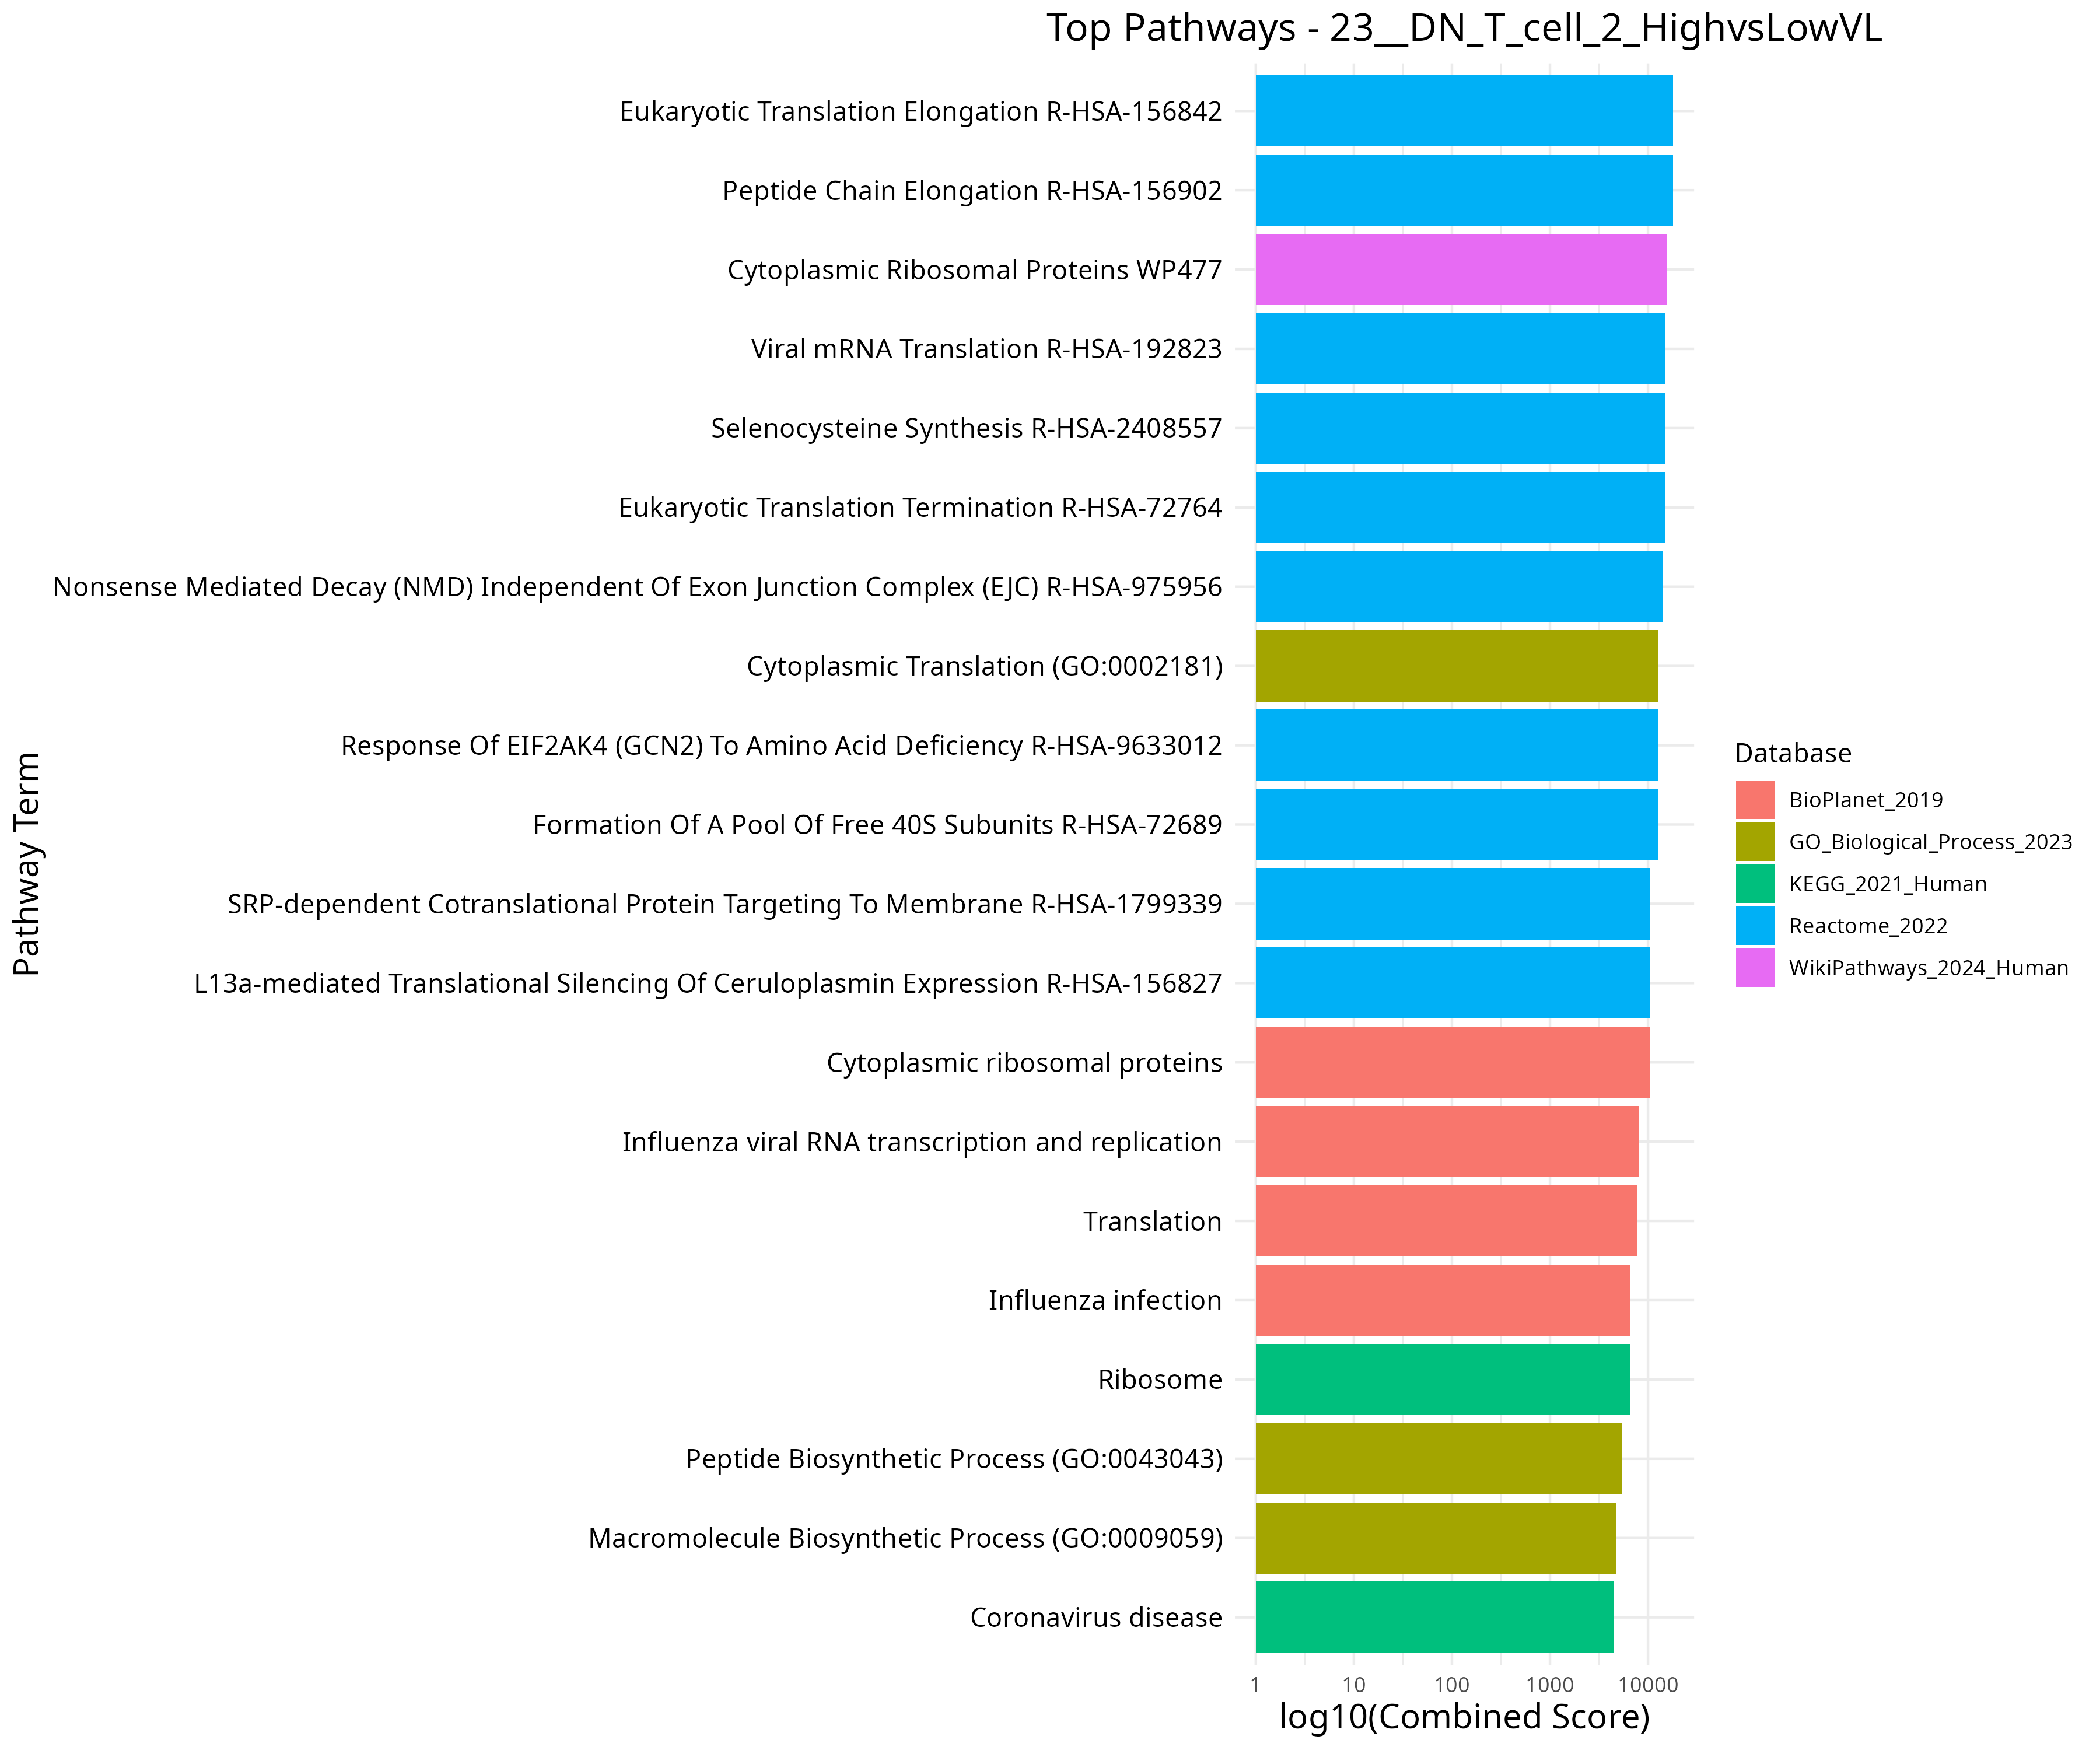 Top Pathways - 23__DN_T_cell_2_HighvsLowVL
Pathway Term
Eukaryotic Translation Elongation R-HSA-156842
Peptide Chain Elongation R-HSA-156902
Cytoplasmic Ribosomal Proteins WP477
Viral mRNA Translation R-HSA-192823
Selenocysteine Synthesis R-HSA-2408557
Eukaryotic Translation Termination R-HSA-72764
Nonsense Mediated Decay (NMD) Independent Of Exon Junction Complex (EJC) R-HSA-975956
Cytoplasmic Translation (GO:0002181)
Response Of EIF2AK4 (GCN2) To Amino Acid Deficiency R-HSA-9633012
Formation Of A Pool Of Free 40S Subunits R-HSA-72689
SRP-dependent Cotranslational Protein Targeting To Membrane R-HSA-1799339
L13a-mediated Translational Silencing Of Ceruloplasmin Expression R-HSA-156827
Cytoplasmic ribosomal proteins
Influenza viral RNA transcription and replication
Translation
Influenza infection
Ribosome
Peptide Biosynthetic Process (GO:0043043)
Macromolecule Biosynthetic Process (GO:0009059)
Coronavirus disease
1 10 100 1000 10000
log10(Combined Score)
Database
BioPlanet_2019
GO_Biological_Process_2023
KEGG_2021_Human
Reactome_2022
WikiPathways_2024_Human